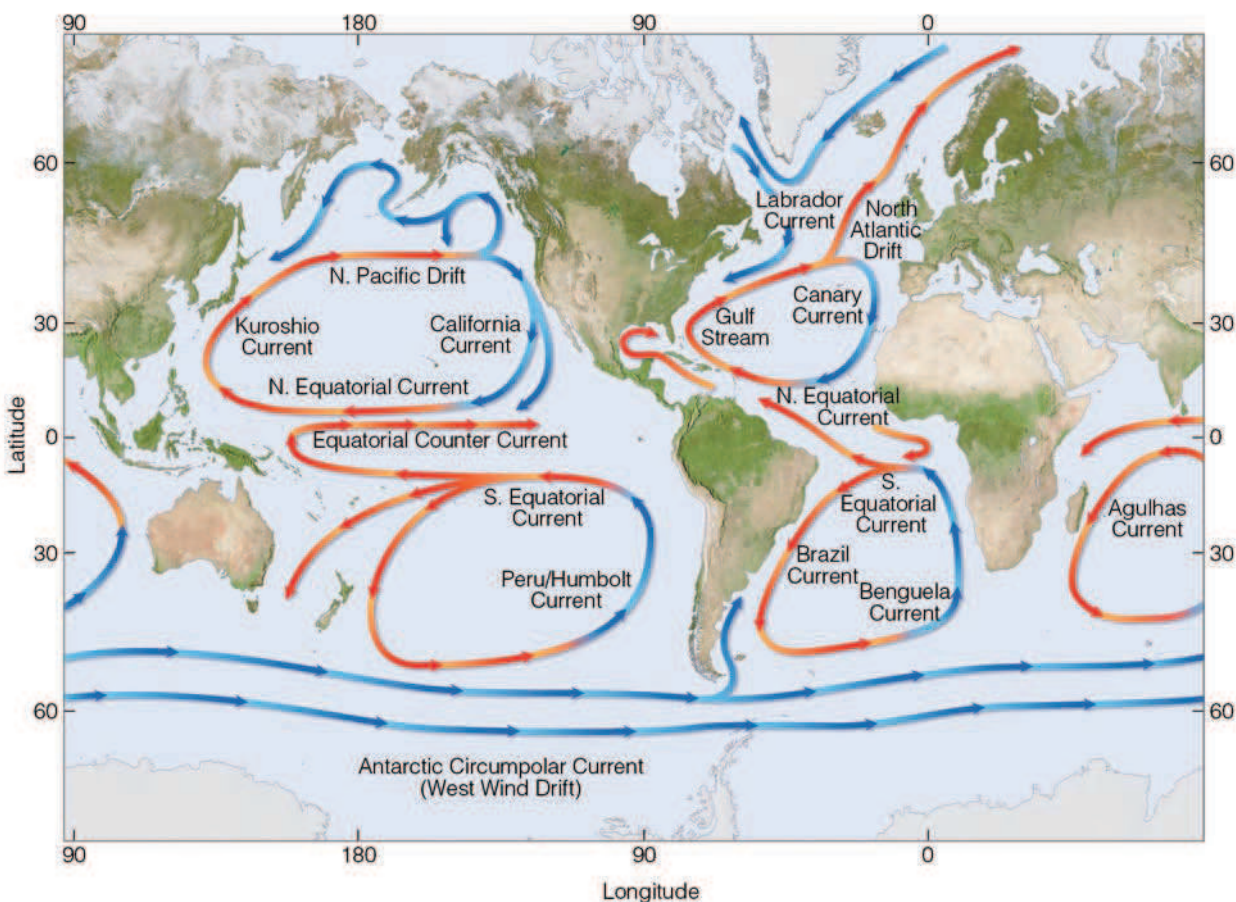 90
180
90
0
60
60
Labrador
Current
North
Atlantic
Drift
N. Pacific Drift
Kuroshio
Current
California
Current
Gulf
Stream
Canary
Current
30
30
N. Equatorial Current
N. Equatorial
Current
Equatorial Counter Current
0
0
Latitude
S. Equatorial
Current
S.
Equatorial
Current
Agulhas
Current
30
30
Brazil
Current
Peru/Humbolt
Current
Benguela
Current
60
60
Antarctic Circumpolar Current
(West Wind Drift)
90
180
90
0
Longitude